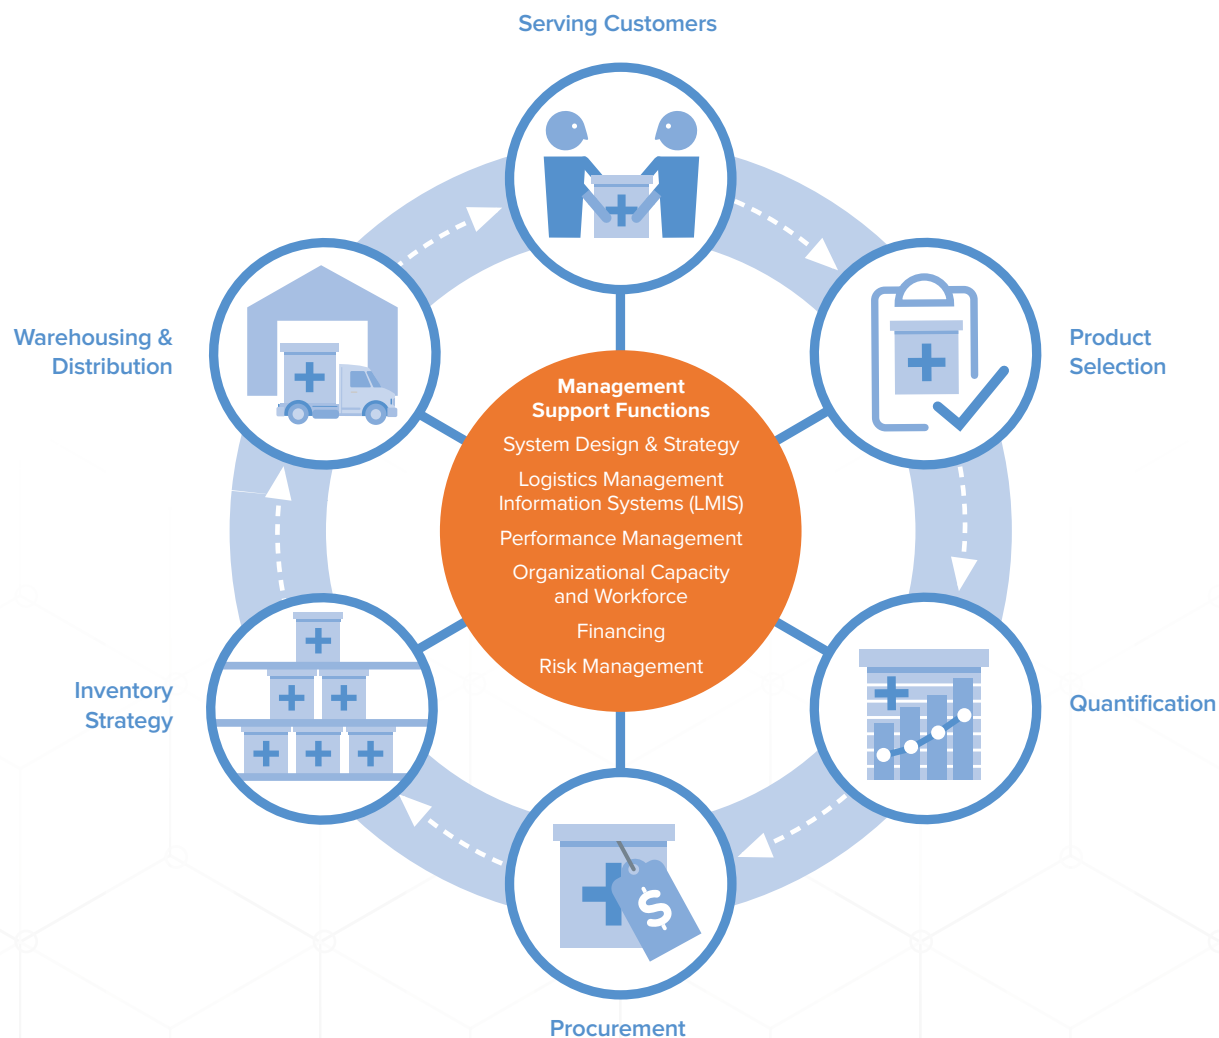 Serving Customers
Product
Selection
Quantification
Procurement
Inventory
Strategy
Warehousing &
Distribution
Management
Support Functions
System Design & Strategy
Logistics Management
Information Systems (LMIS)
Performance Management
Organizational Capacity
and Workforce
Financing
Risk Management
$